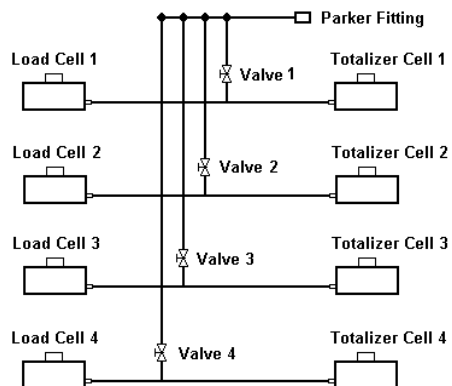 Parker Fitting
Load Cell 1
Totalizer Cell 1
Valve 1
Load Cell 2
Totalizer Cell 2
Valve 2
Load Cell 3
Totalizer Cell 3
Valve 3
Load Cell 4
Totalizer Cell 4
Valve 4